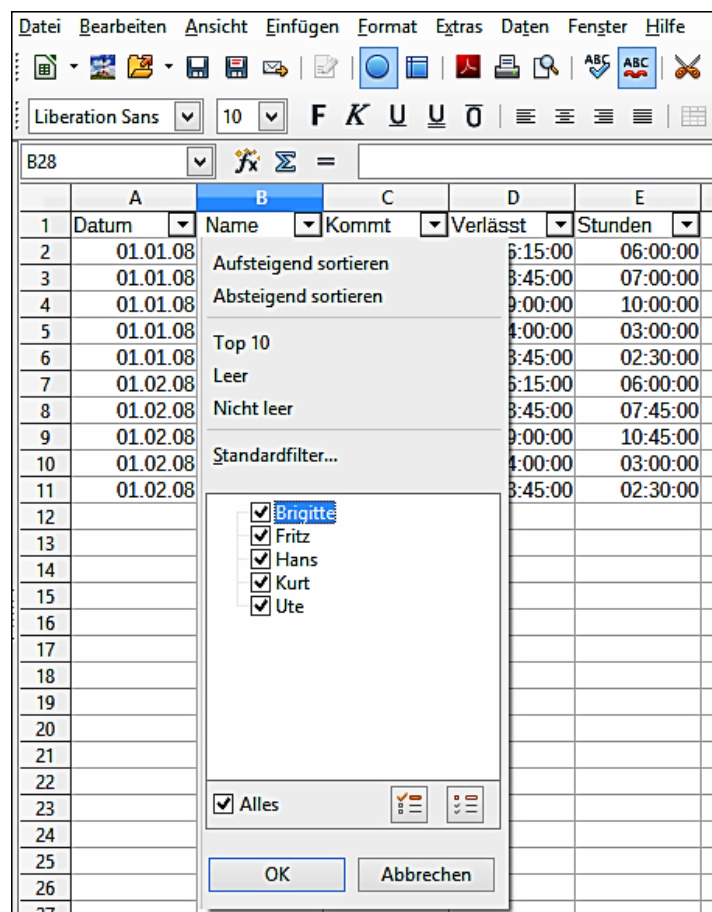 Datei Bearbeiten Ansicht Einfügen Format Extras Daten Fenster Hilfe
ABC ABC
Liberation Sans 10 F K U U O
B28 fx Σ =
A B C D E
1 Datum Name Kommt Verlässt Stunden
2 01.01.08 6:15:00 06:00:00
3 01.01.08 3:45:00 07:00:00
4 01.01.08 9:00:00 10:00:00
5 01.01.08 4:00:00 03:00:00
6 01.01.08 3:45:00 02:30:00
7 01.02.08 6:15:00 06:00:00
8 01.02.08 3:45:00 07:45:00
9 01.02.08 9:00:00 10:45:00
10 01.02.08 4:00:00 03:00:00
11 01.02.08 3:45:00 02:30:00
12
13
14
15
16
17
18
19
20
21
22
23
24
25
26
27
Aufsteigend sortieren
Absteigend sortieren
Top 10
Leer
Nicht leer
Standardfilter...
Brigitte
Fritz
Hans
Kurt
Ute
Alles
OK Abbrechen